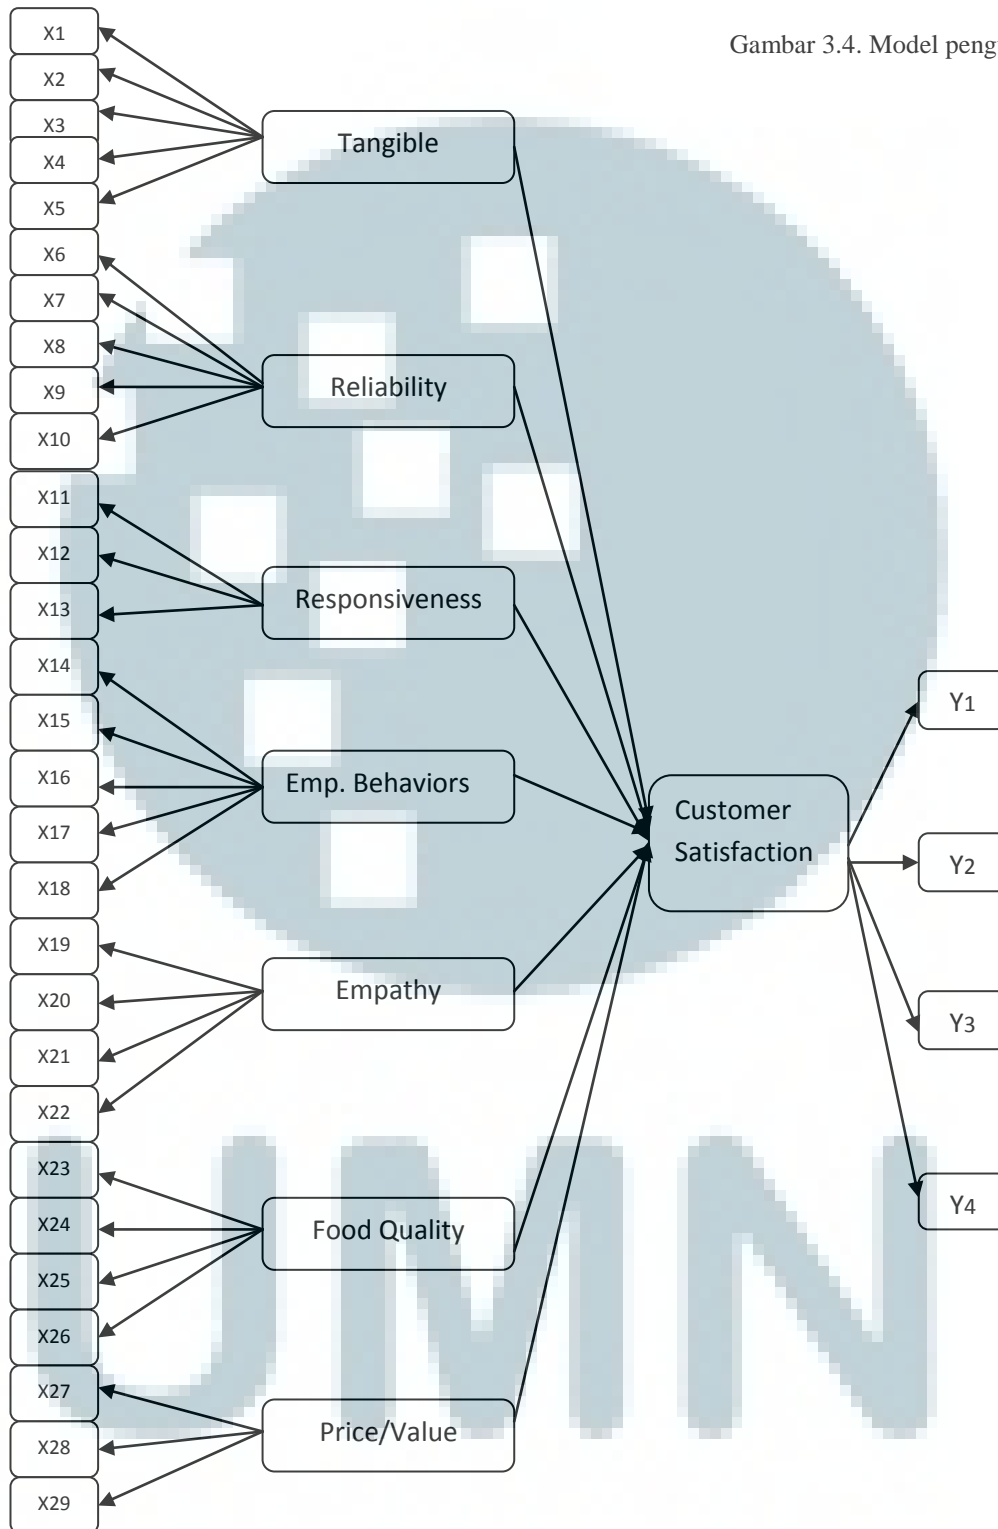 Gambar 3.4. Model
X1
X2
X3
X4
X5
X6
X7
X8
X9
X10
X11
X12
X13
X14
X15
X16
X17
X18
X19
X20
X21
X22
X23
X24
X25
X26
X27
X28
X29
Tangible
Reliability
Responsiveness
Emp. Behaviors
Empathy
Food Quality
Price/Value
Customer
Satisfaction
Y1
Y2
Y3
Y4
UMN